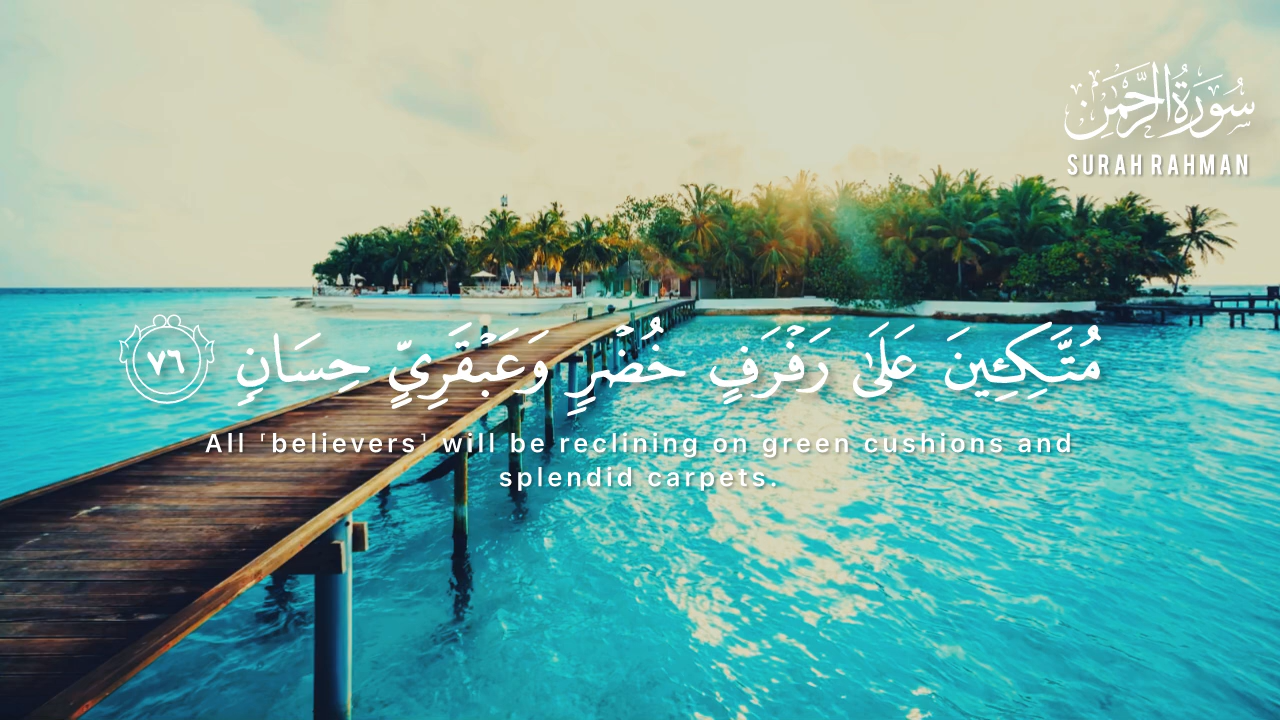 سُورَةُ الرَّحْمٰن
SURAH RAHMAN
مُتَّكِـِٔينَ عَلَىٰ رَفْرَفٍ خُضْرٍ وَعَبْقَرِيٍّ حِسَانٍ ٧٦
All ˹believers˺ will be reclining on green cushions and
splendid carpets.